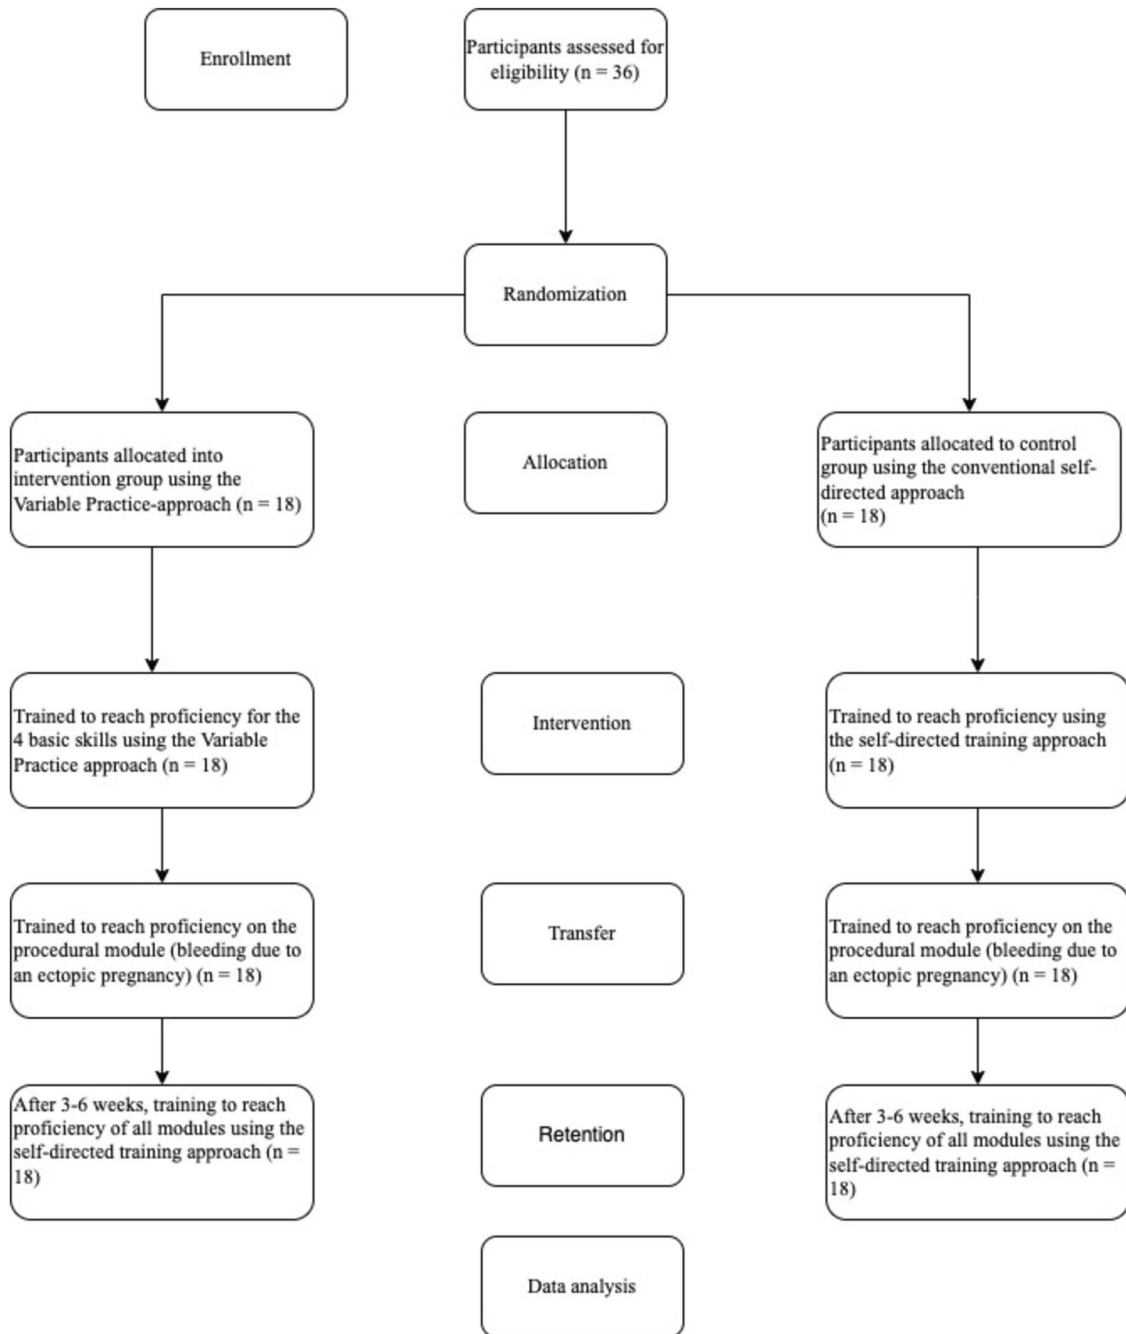 Enrollment
Participants assessed for
eligibility (n = 36)
Randomization
Participants allocated into
intervention group using the
Variable Practice-approach (n = 18)
Allocation
Participants allocated to control
group using the conventional self-
directed approach
(n = 18)
Trained to reach proficiency for the
4 basic skills using the Variable
Practice approach (n = 18)
Intervention
Trained to reach proficiency using
the self-directed training approach
(n = 18)
Trained to reach proficiency on the
procedural module (bleeding due to
an ectopic pregnancy) (n = 18)
Transfer
Trained to reach proficiency on the
procedural module (bleeding due to
an ectopic pregnancy) (n = 18)
After 3-6 weeks, training to reach
proficiency of all modules using the
self-directed training approach (n =
18)
Retention
After 3-6 weeks, training to reach
proficiency of all modules using the
self-directed training approach (n =
18)
Data analysis